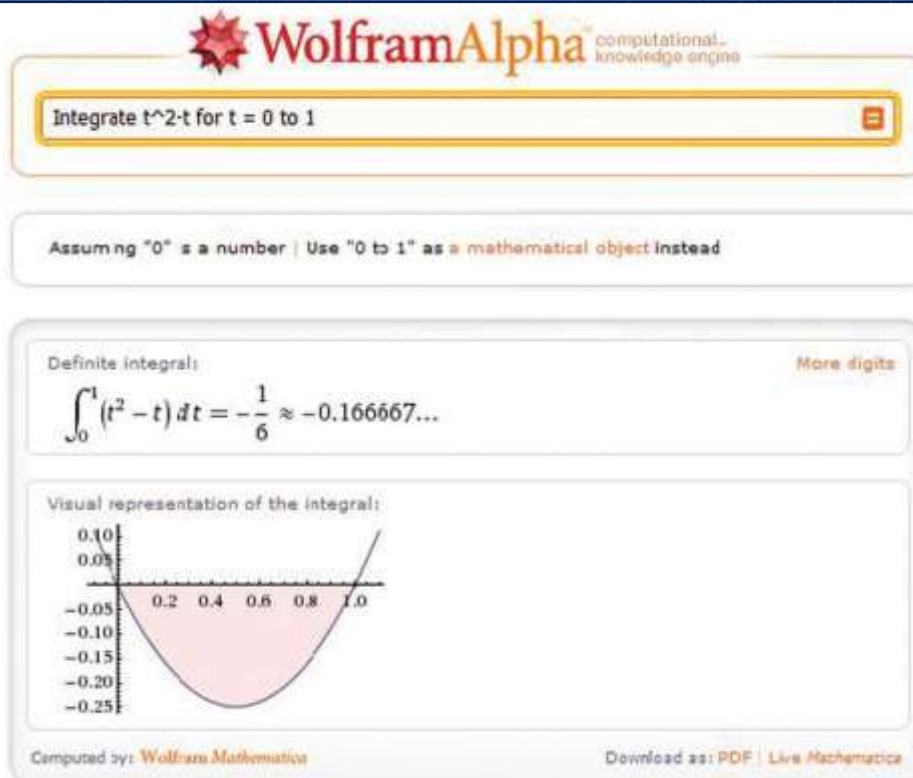 WolframAlpha™ computational... knowledge engine
Integrate t^2-t for t = 0 to 1
=
Assum ng "0" s a number | Use "0 to 1" as a mathematical object instead
Definite integral: More digits
∫₀¹(t² − t) dt = −1/6 ≈ −0.166667...
Visual representation of the integral:
0.10
0.05
0.2 0.4 0.6 0.8 1.0
−0.05
−0.10
−0.15
−0.20
−0.25
Computed by: Wolfram Mathematica Download as: PDF | Live Mathematica